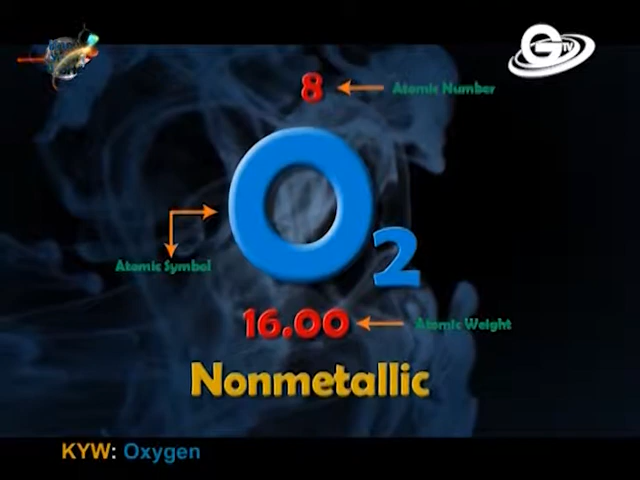 8
Atomic Number
O2
Atomic Symbol
16.00
Atomic Weight
Nonmetallic
KYW: Oxygen